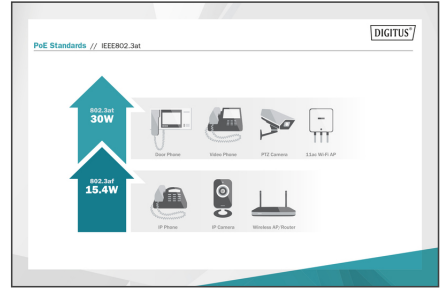 DIGITUS®
PoE Standards // IEEE802.3at
802.3at
30W
Door Phone Video Phone PTZ Camera 11ac Wi-Fi AP
802.3af
15.4W
IP Phone IP Camera Wireless AP/Router